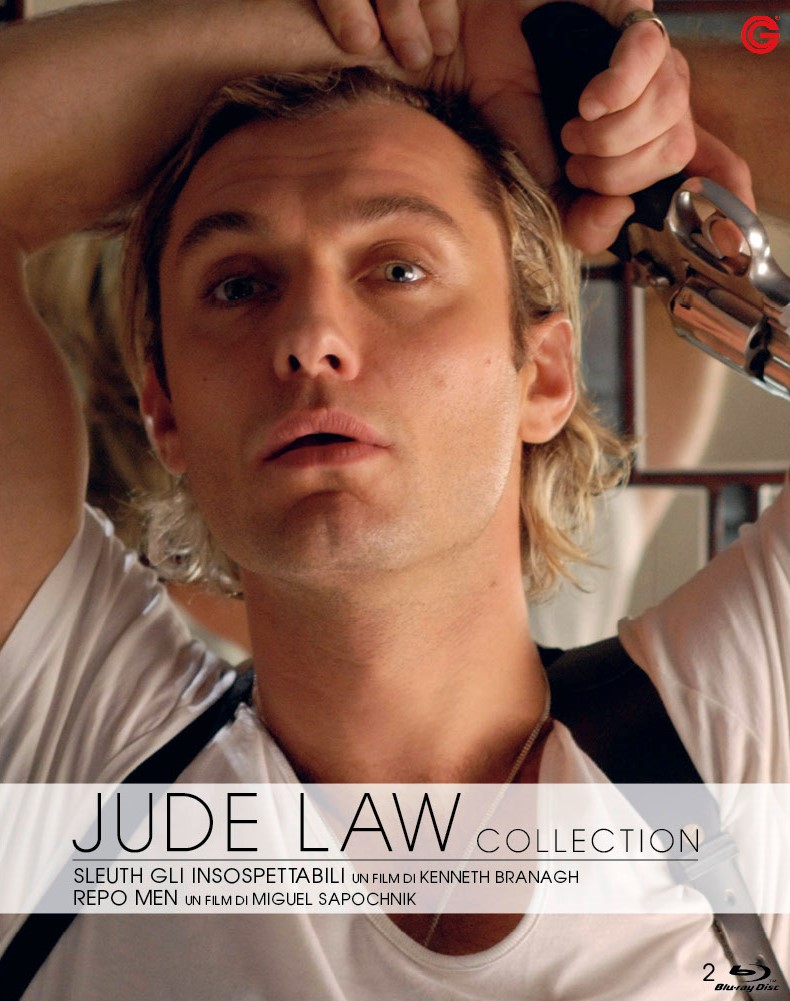 JUDE LAW COLLECTION
SLEUTH GLI INSOSPETTABILI UN FILM DI KENNETH BRANAGH
REPO MEN UN FILM DI MIGUEL SAPOCHNIK
2 Blu-ray Disc